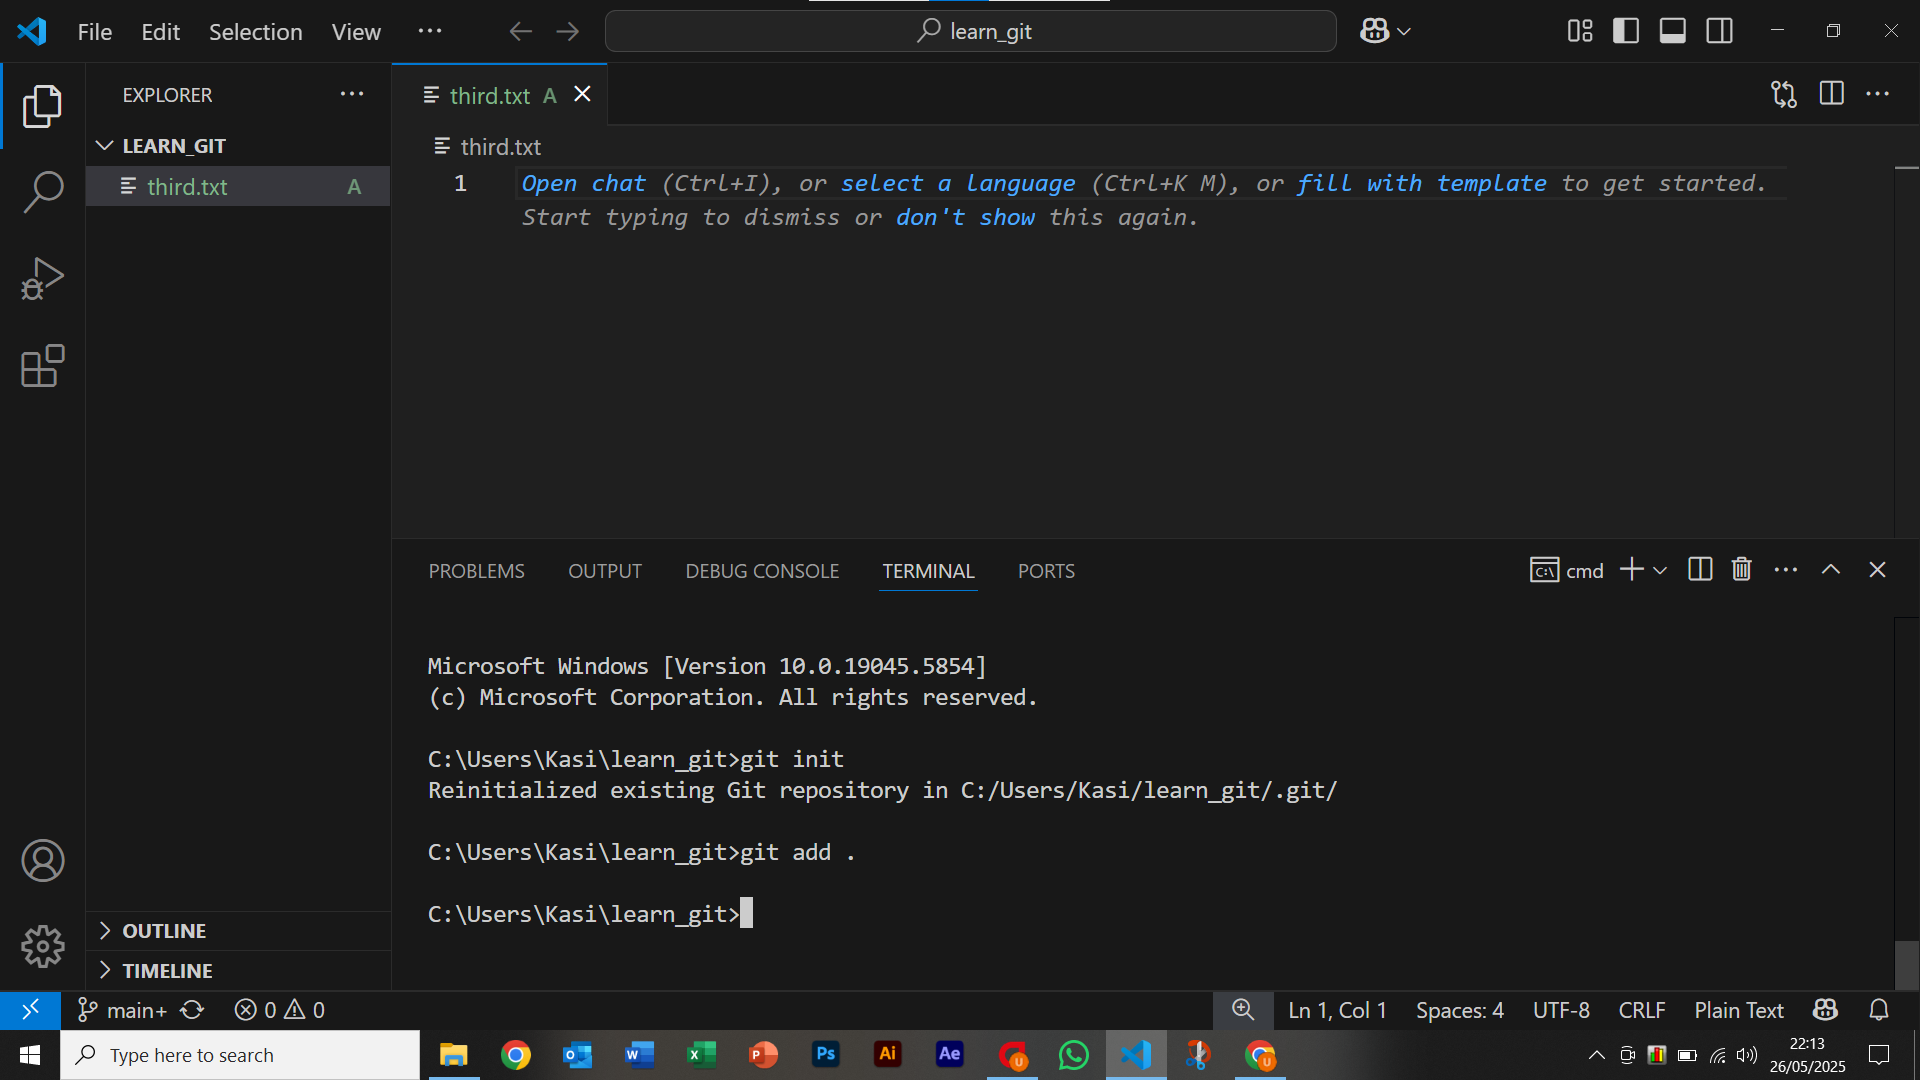 File Edit Selection View ··· learn_git
EXPLORER
LEARN_GIT
third.txt A
third.txt A
third.txt
1 Open chat (Ctrl+I), or select a language (Ctrl+K M), or fill with template to get started.
Start typing to dismiss or don't show this again.
PROBLEMS OUTPUT DEBUG CONSOLE TERMINAL PORTS cmd
Microsoft Windows [Version 10.0.19045.5854]
(c) Microsoft Corporation. All rights reserved.
C:\Users\Kasi\learn_git>git init
Reinitialized existing Git repository in C:/Users/Kasi/learn_git/.git/
C:\Users\Kasi\learn_git>git add .
C:\Users\Kasi\learn_git>
OUTLINE
TIMELINE
main+ 0 0 Ln 1, Col 1 Spaces: 4 UTF-8 CRLF Plain Text
Type here to search
Ps Ai Ae
22:13
26/05/2025